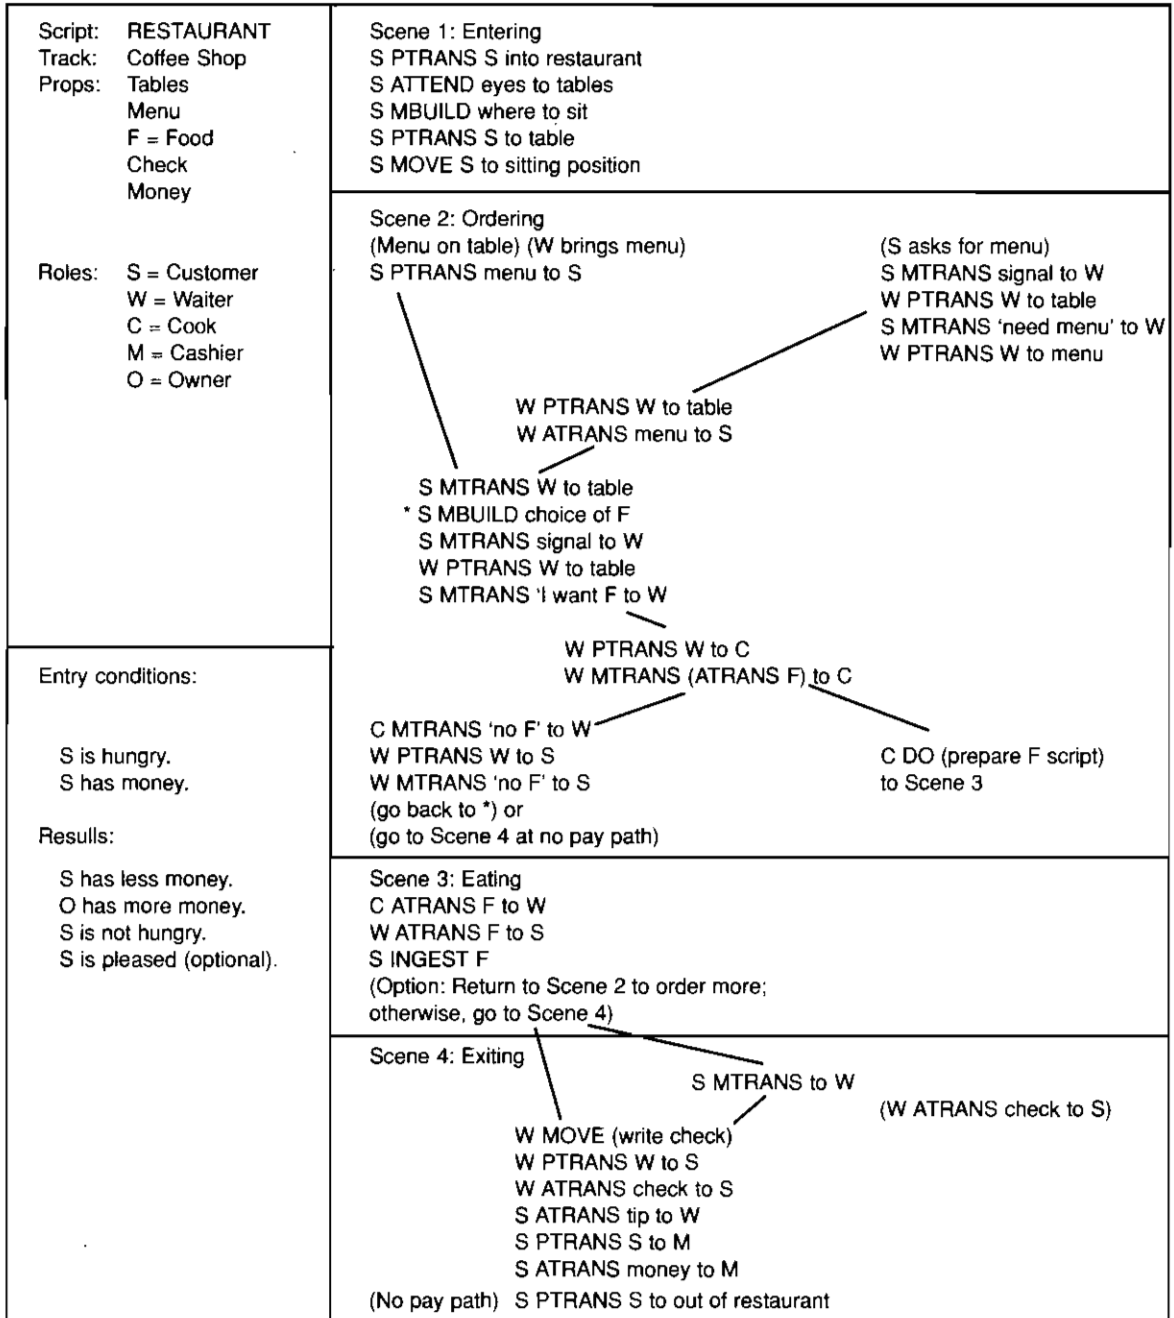 Script: RESTAURANT
Track: Coffee Shop
Props: Tables
Menu
F = Food
Check
Money
Roles: S = Customer
W = Waiter
C = Cook
M = Cashier
O = Owner
Entry conditions:
S is hungry.
S has money.
Resulls:
S has less money.
O has more money.
S is not hungry.
S is pleased (optional).
Scene 1: Entering
S PTRANS S into restaurant
S ATTEND eyes to tables
S MBUILD where to sit
S PTRANS S to table
S MOVE S to sitting position
Scene 2: Ordering
(Menu on table) (W brings menu)
S PTRANS menu to S
(S asks for menu)
S MTRANS signal to W
W PTRANS W to table
S MTRANS 'need menu' to W
W PTRANS W to menu
W PTRANS W to table
W ATRANS menu to S
S MTRANS W to table
* S MBUILD choice of F
S MTRANS signal to W
W PTRANS W to table
S MTRANS 'I want F to W
W PTRANS W to C
W MTRANS (ATRANS F) to C
C MTRANS 'no F' to W
W PTRANS W to S
W MTRANS 'no F' to S
(go back to *) or
(go to Scene 4 at no pay path)
C DO (prepare F script)
to Scene 3
Scene 3: Eating
C ATRANS F to W
W ATRANS F to S
S INGEST F
(Option: Return to Scene 2 to order more;
otherwise, go to Scene 4)
Scene 4: Exiting
S MTRANS to W
(W ATRANS check to S)
W MOVE (write check)
W PTRANS W to S
W ATRANS check to S
S ATRANS tip to W
S PTRANS S to M
S ATRANS money to M
(No pay path) S PTRANS S to out of restaurant